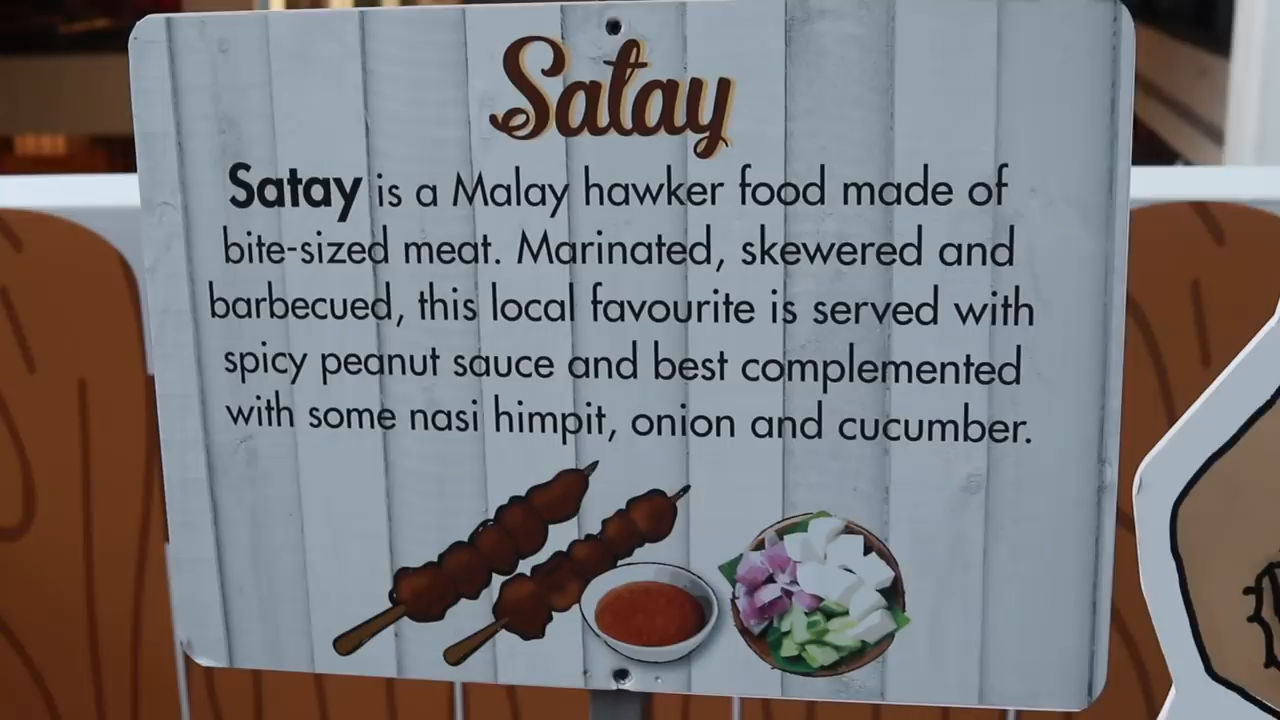 Satay
Satay is a Malay hawker food made of
bite-sized meat. Marinated, skewered and
barbecued, this local favourite is served with
spicy peanut sauce and best complemented
with some nasi himpit, onion and cucumber.